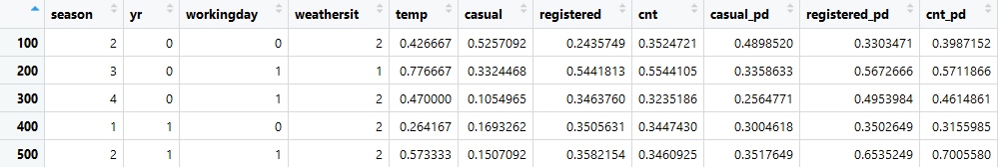 season yr workingday weathersit temp casual registered cnt casual_pd registered_pd cnt_pd
100 2 0 0 2 0.426667 0.5257092 0.2435749 0.3524721 0.4898520 0.3303471 0.3987152
200 3 0 1 1 0.776667 0.3324468 0.5441813 0.5544105 0.3358633 0.5672666 0.5711866
300 4 0 1 2 0.470000 0.1054965 0.3463760 0.3235186 0.2564771 0.4953984 0.4614861
400 1 1 0 2 0.264167 0.1693262 0.3505631 0.3447430 0.3004618 0.3502649 0.3155985
500 2 1 1 2 0.573333 0.1507092 0.3582154 0.3460925 0.3517649 0.6535249 0.7005580